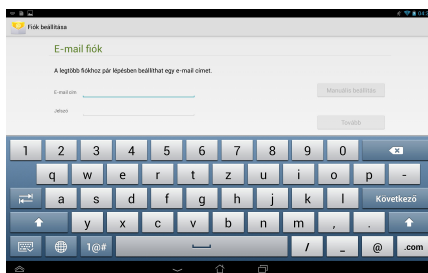 Fiók beállítása
E-mail fiók
A legtöbb fiókhoz pár lépésben beállíthat egy e-mail címet.
E-mail cím
Manuális beállítás
Jelszó
Tovább
1 2 3 4 5 6 7 8 9 0
q w e r t z u i o p -
a s d f g h j k l Következő
y x c v b n m , .
1@# / _ @ .com